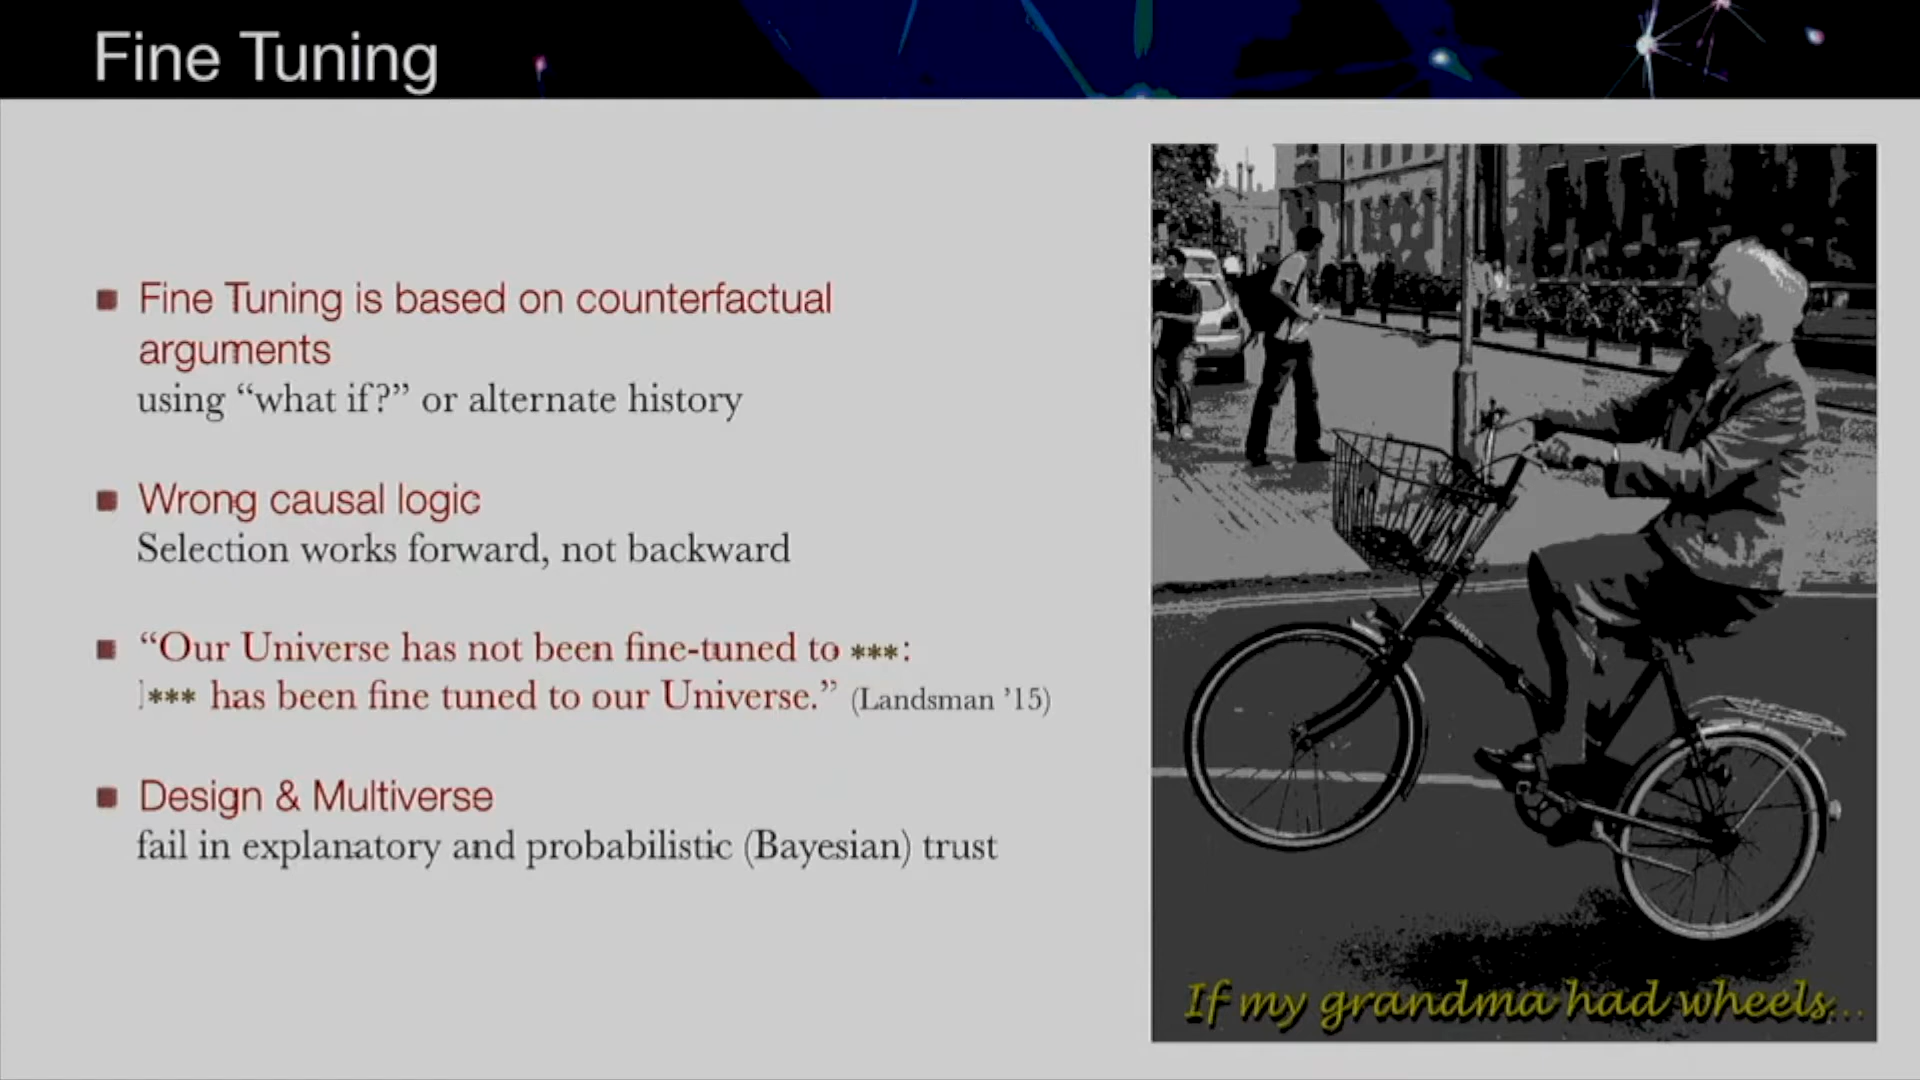 Fine Tuning
Fine Tuning is based on counterfactual
arguments
using “what if?” or alternate history
Wrong causal logic
Selection works forward, not backward
“Our Universe has not been fine-tuned to ***:
*** has been fine tuned to our Universe.” (Landsman ’15)
Design & Multiverse
fail in explanatory and probabilistic (Bayesian) trust
If my grandma had wheels...